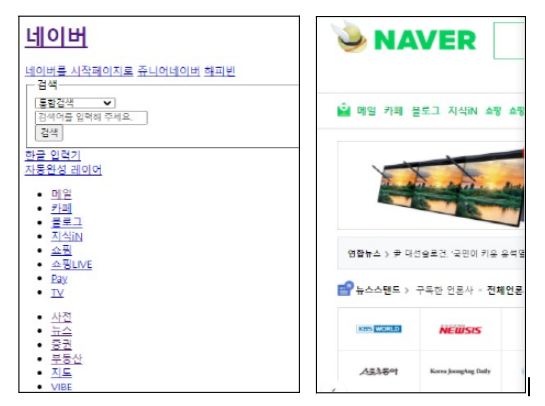 네이버
네이버를 시작페이지로 쥬니어네이버 해피빈
검색
통합검색
검색어를 입력해 주세요.
검색
한글 입력기
자동완성 레이어
메일
카페
블로그
지식iN
쇼핑
쇼핑LIVE
Pay
TV
사전
뉴스
증권
부동산
지도
VIBE
NAVER
메일 카페 블로그 지식iN 쇼핑 쇼핑
연합뉴스 > 尹 대선슬로건, '국민이 키운 윤석열
뉴스스탠드 > 구독한 언론사 · 전체언론
KBS WORLD
NEWSIS
스포츠동아
Korea JoongAng Daily